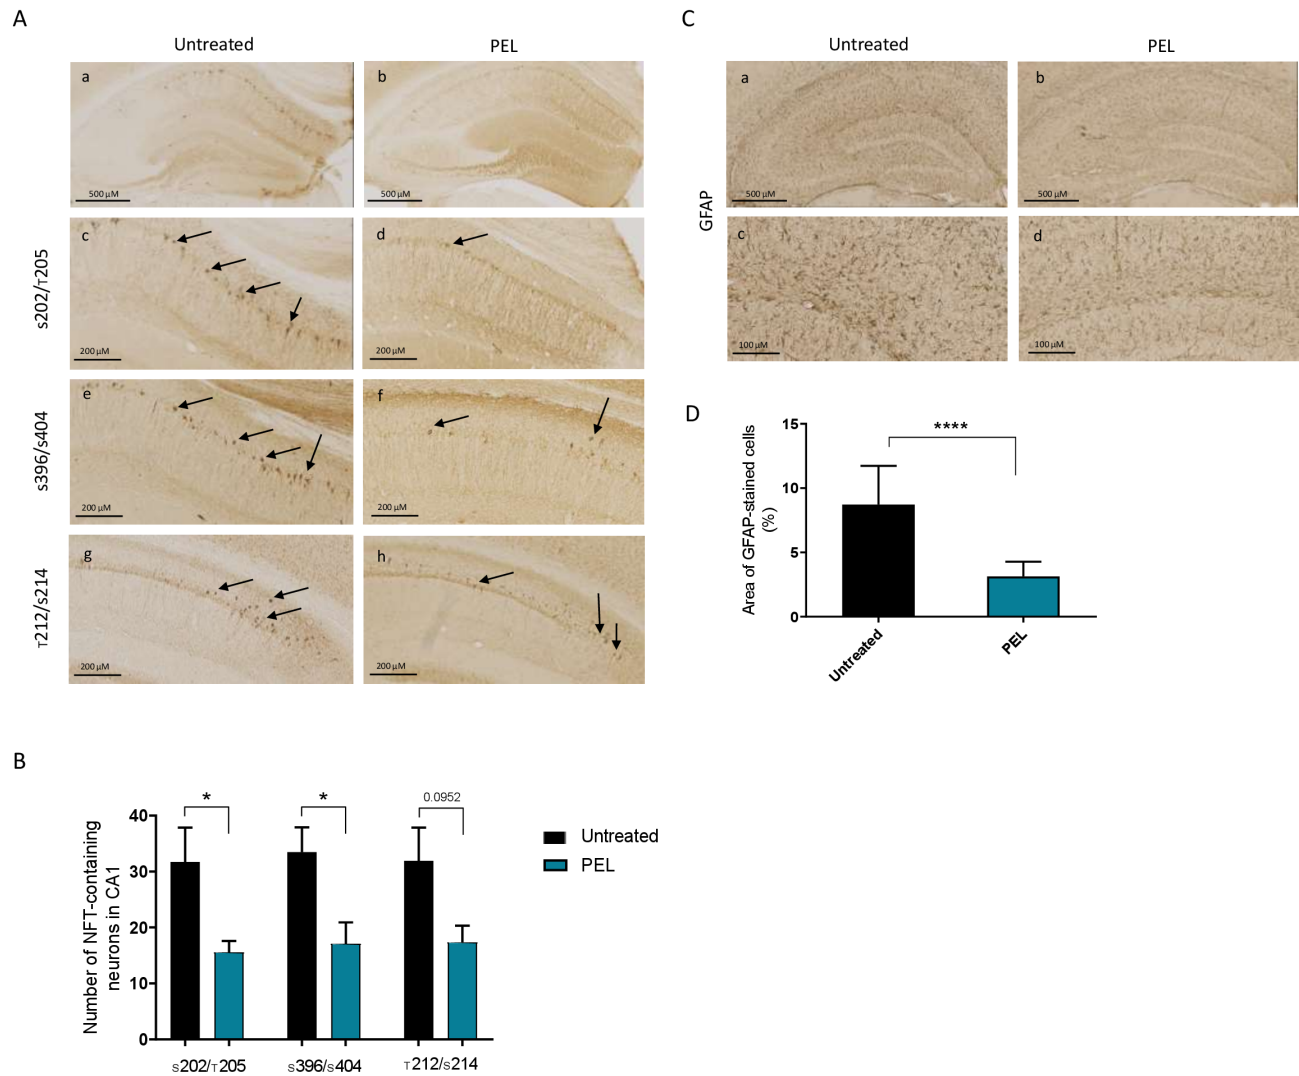 A
Untreated
PEL
a
b
500 µM
500 µM
S202/T205
c
d
200 µM
200 µM
S396/S404
e
f
200 µM
200 µM
T212/S214
g
h
200 µM
200 µM
B
Number of NFT-containing
neurons in CA1
40
30
20
10
0
*
*
0.0952
S202/T205
S396/S404
T212/S214
Untreated
PEL
C
Untreated
PEL
GFAP
a
b
500 µM
500 µM
c
d
100 µM
100 µM
D
Area of GFAP-stained cells
(%)
15
10
5
0
****
Untreated
PEL